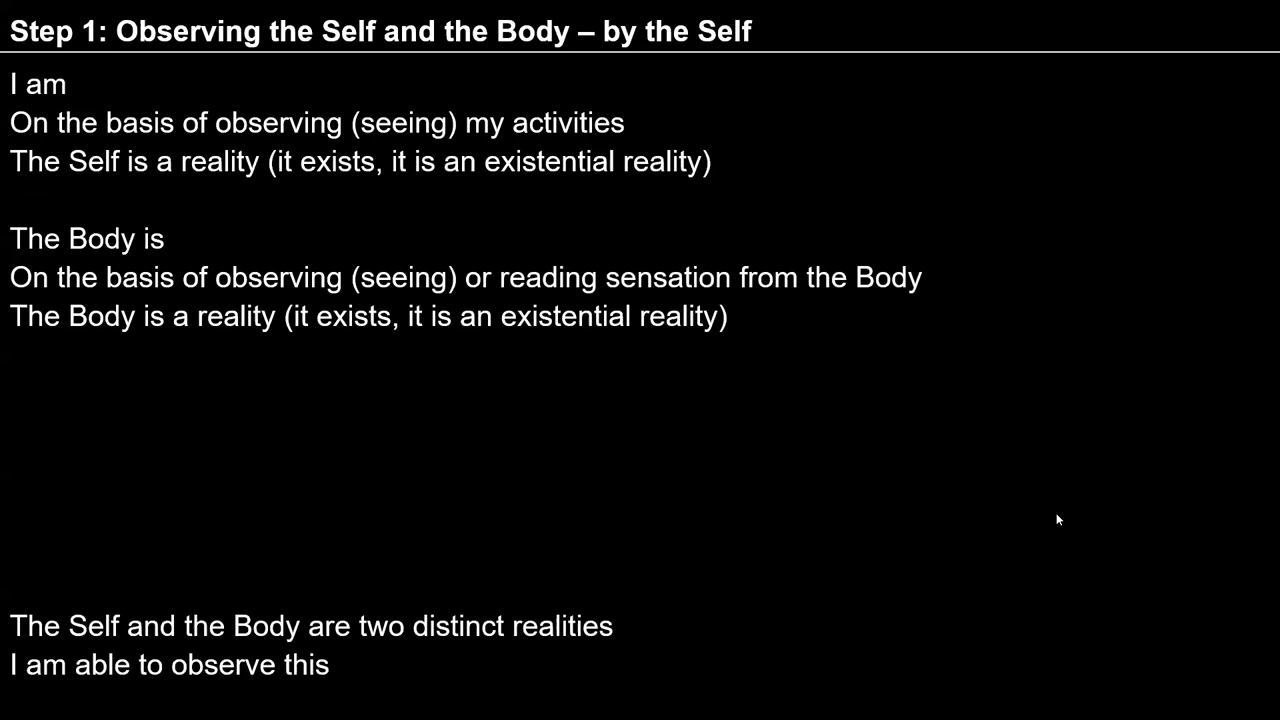 Step 1: Observing the Self and the Body – by the Self
I am
On the basis of observing (seeing) my activities
The Self is a reality (it exists, it is an existential reality)
The Body is
On the basis of observing (seeing) or reading sensation from the Body
The Body is a reality (it exists, it is an existential reality)
The Self and the Body are two distinct realities
I am able to observe this